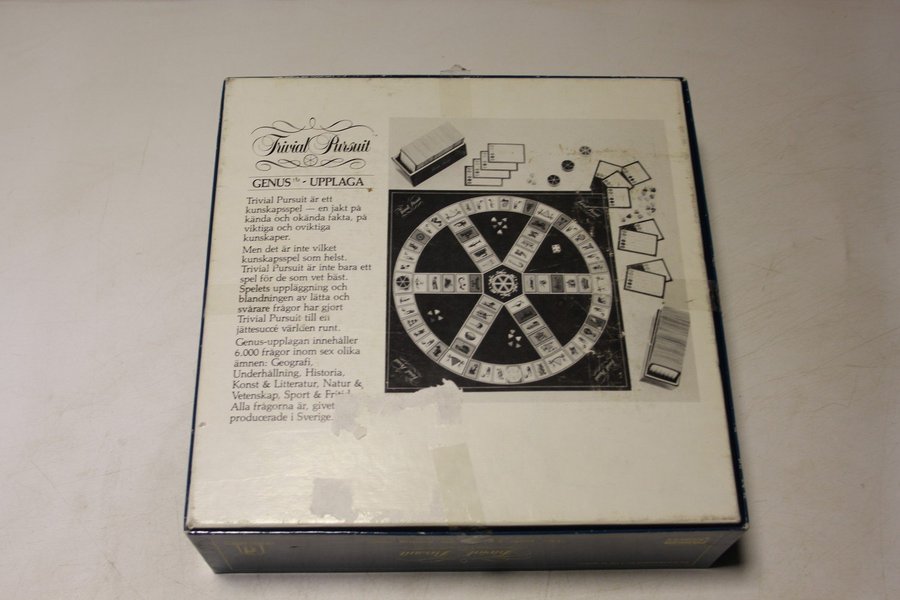 Trivial Pursuit
GENUS - UPPLAGA
Trivial Pursuit är ett
kunskapsspel — en jakt på
kända och okända fakta, på
viktiga och oviktiga
kunskaper.
Men det är inte vilket
kunskapsspel som helst.
Trivial Pursuit är inte bara ett
spel för de som vet bäst.
Spelets uppläggning och
blandningen av lätta och
svårare frågor har gjort
Trivial Pursuit till en
jättesuccé världen runt.
Genus-upplagan innehåller
6.000 frågor inom sex olika
ämnen: Geografi,
Underhållning, Historia,
Konst & Litteratur, Natur &
Vetenskap, Sport &
Alla frågorna är, givet
producerade i Sverige.
Trivial Pursuit